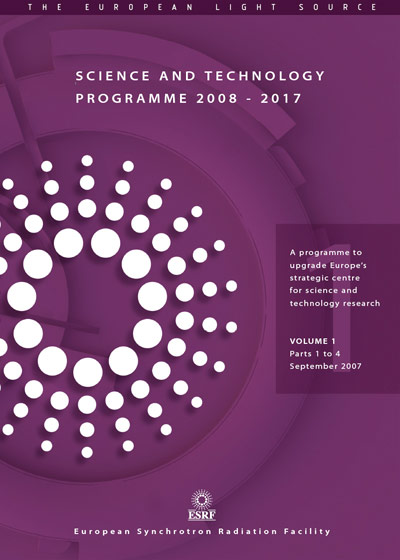 THE EUROPEAN LIGHT SOURCE
SCIENCE AND TECHNOLOGY
PROGRAMME 2008 - 2017
1
A programme to
upgrade Europe's
strategic centre
for science and
technology research
VOLUME 1
Parts 1 to 4
September 2007
ESRF
European Synchrotron Radiation Facility